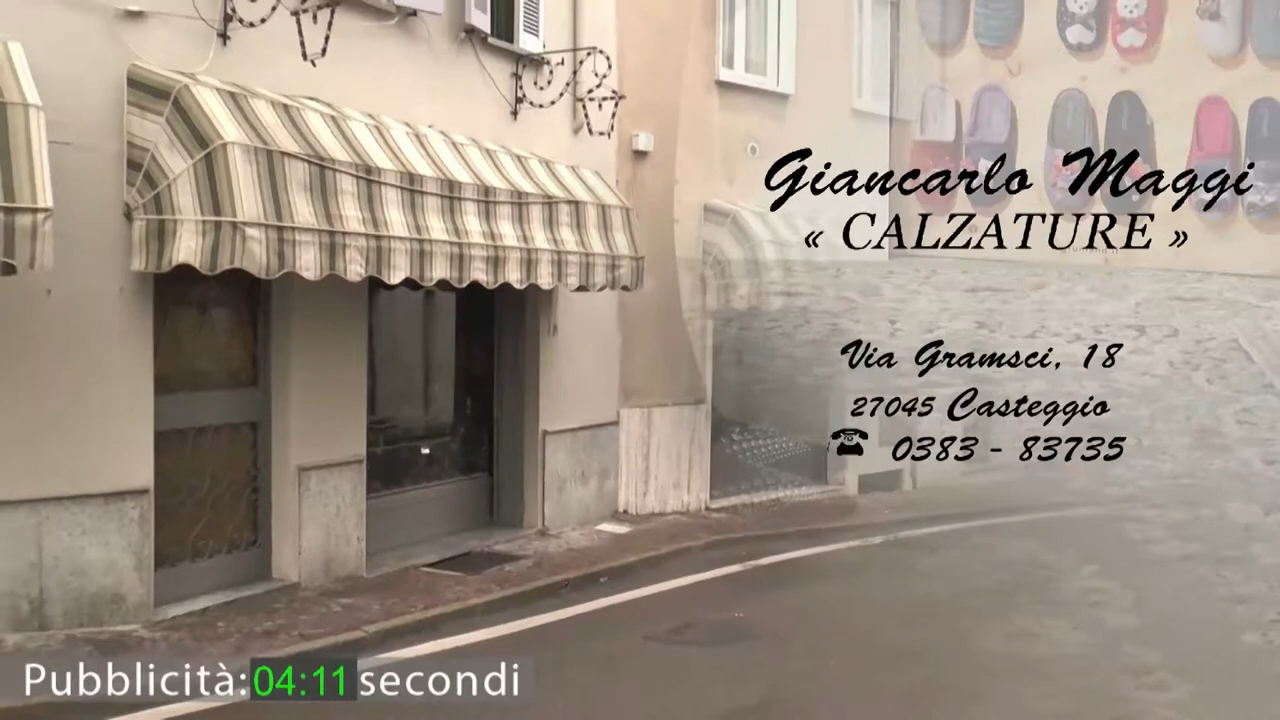 Giancarlo Maggi
« CALZATURE »
Via Gramsci, 18
27045 Casteggio
☎ 0383 - 83735
Pubblicità: 04:11 secondi